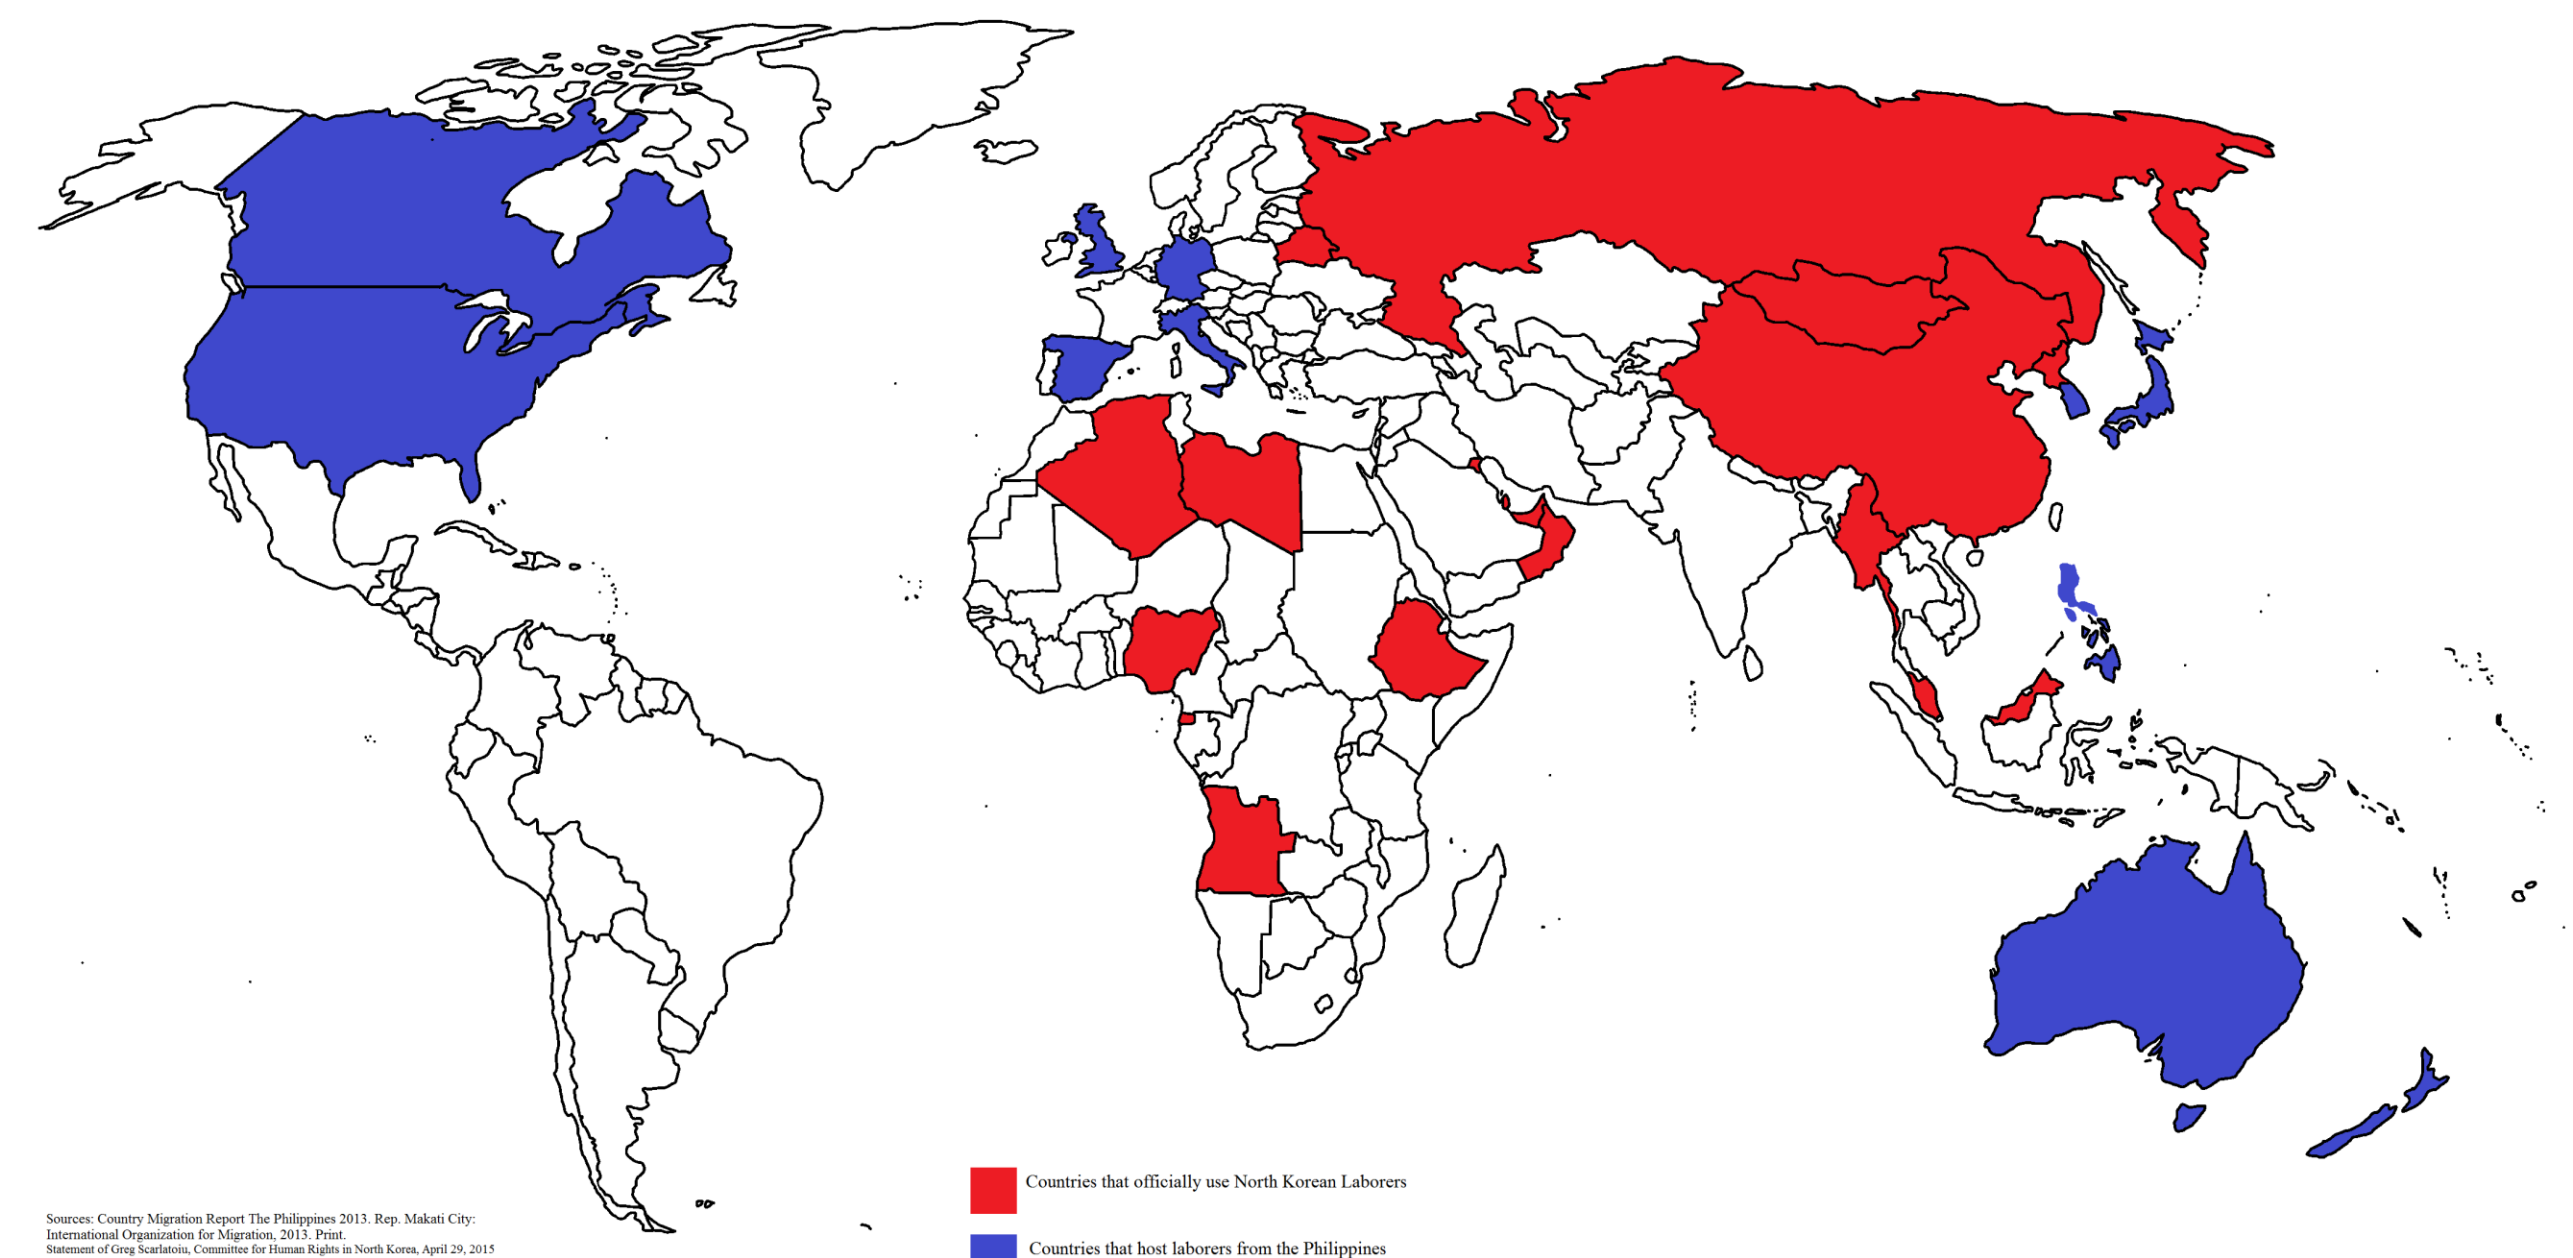 Countries that officially use North Korean Laborers
Countries that host laborers from the Philippines
Sources: Country Migration Report The Philippines 2013. Rep. Makati City:
International Organization for Migration, 2013. Print.
Statement of Greg Scarlatoiu, Committee for Human Rights in North Korea, April 29, 2015